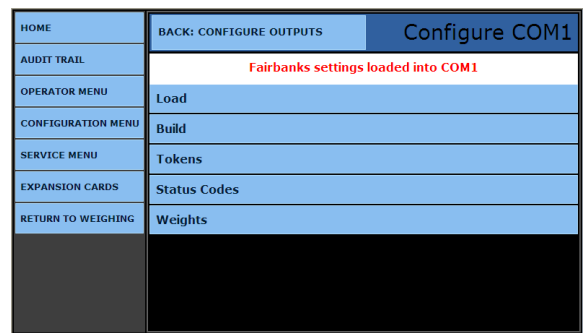 HOME
AUDIT TRAIL
OPERATOR MENU
CONFIGURATION MENU
SERVICE MENU
EXPANSION CARDS
RETURN TO WEIGHING
BACK: CONFIGURE OUTPUTS
Configure COM1
Fairbanks settings loaded into COM1
Load
Build
Tokens
Status Codes
Weights